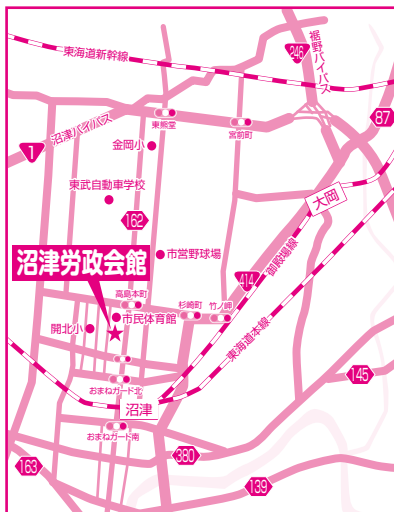 東海道新幹線
246
裾野バイパス
87
沼津バイパス
東熊堂
宮前町
1
金岡小
東武自動車学校
大岡
162
沼津労政会館
市営野球場
御殿場線
414
高島本町
杉崎町
竹ノ岬
市民体育館
開北小
東海道本線
145
おまねガード北
沼津
おまねガード南
380
163
139